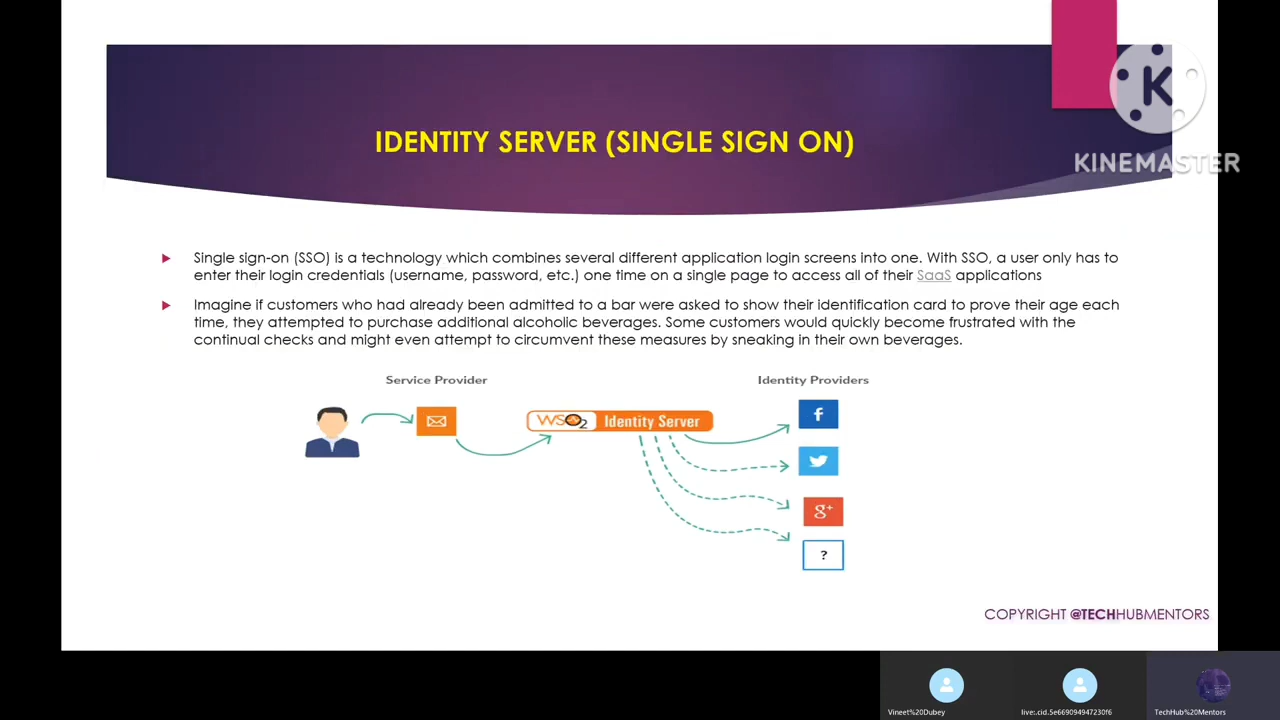 K
KINEMASTER
IDENTITY SERVER (SINGLE SIGN ON)
Single sign-on (SSO) is a technology which combines several different application login screens into one. With SSO, a user only has to
enter their login credentials (username, password, etc.) one time on a single page to access all of their SaaS applications
Imagine if customers who had already been admitted to a bar were asked to show their identification card to prove their age each
time, they attempted to purchase additional alcoholic beverages. Some customers would quickly become frustrated with the
continual checks and might even attempt to circumvent these measures by sneaking in their own beverages.
Service Provider
Identity Providers
WSO2 Identity Server
f
g+
?
COPYRIGHT @TECHHUBMENTORS
Vineet%20Dubey
live:.cid.5e669094947230f6
TechHub%20Mentors